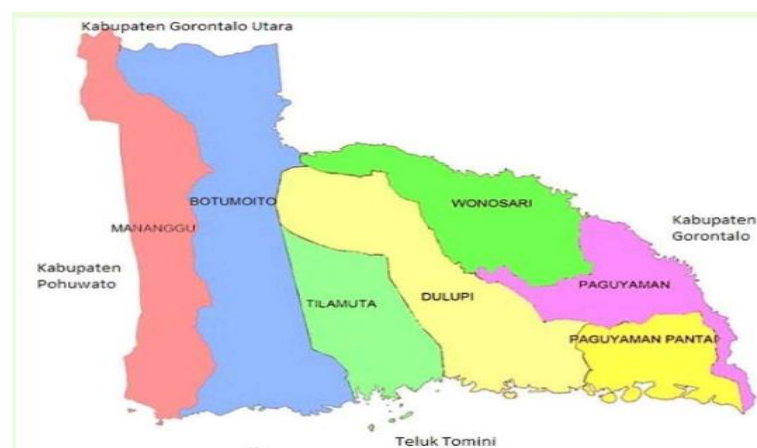 Kabupaten Gorontalo Utara
BOTUMOITO
WONOSARI
MANANGGU
Kabupaten
Gorontalo
Kabupaten
Pohuwato
TILAMUTA
DULUPI
PAGUYAMAN
PAGUYAMAN PANTAI
Teluk Tomini